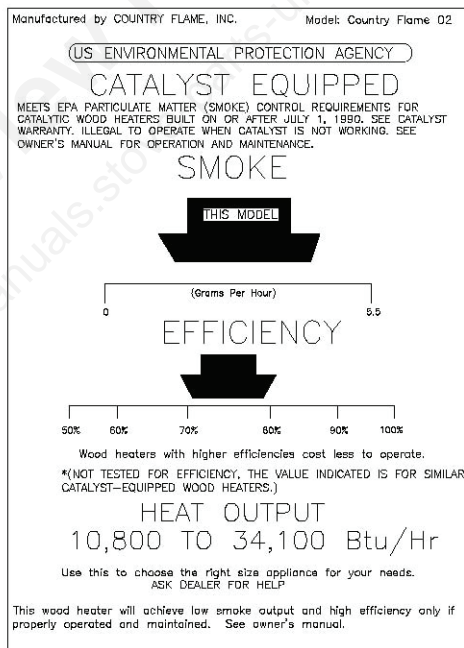 Manufactured by COUNTRY FLAME, INC. Model: Country Flame O2
US ENVIRONMENTAL PROTECTION AGENCY
CATALYST EQUIPPED
MEETS EPA PARTICULATE MATTER (SMOKE) CONTROL REQUIREMENTS FOR
CATALYTIC WOOD HEATERS BUILT ON OR AFTER JULY 1, 1990. SEE CATALYST
WARRANTY. ILLEGAL TO OPERATE WHEN CATALYST IS NOT WORKING. SEE
OWNER'S MANUAL FOR OPERATION AND MAINTENANCE.
SMOKE
THIS MODEL
(Grams Per Hour)
0 5.5
EFFICIENCY
50% 60% 70% 80% 90% 100%
Wood heaters with higher efficiencies cost less to operate.
*(NOT TESTED FOR EFFICIENCY, THE VALUE INDICATED IS FOR SIMILAR
CATALYST-EQUIPPED WOOD HEATERS.)
HEAT OUTPUT
10,800 TO 34,100 Btu/Hr
Use this to choose the right size appliance for your needs.
ASK DEALER FOR HELP
This wood heater will achieve low smoke output and high efficiency only if
properly operated and maintained. See owner's manual.